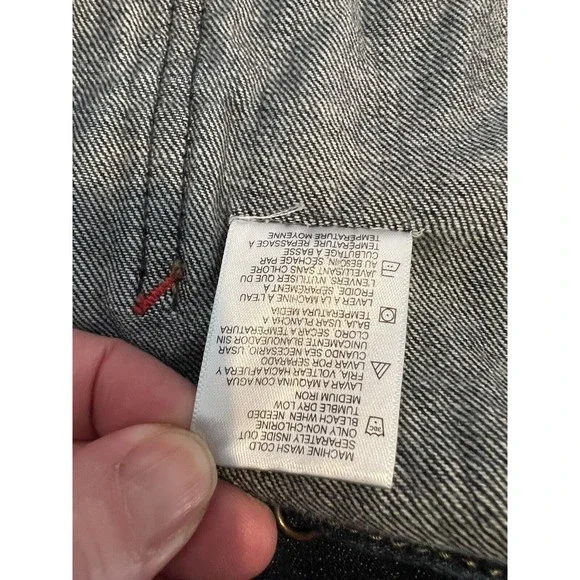 MACHINE WASH COLD
SEPARATELY INSIDE OUT
ONLY NON-CHLORINE
BLEACH WHEN NEEDED
TUMBLE DRY LOW
MEDIUM IRON
LAVAR A MAQUINA CON AGUA
FRIA, VOLTEAR HACIA AFUERA Y
LAVAR POR SEPARADO
CUANDO SEA NECESARIO, USAR
UNICAMENTE BLANQUEADOR SIN
CLORO, SECAR A TEMPERATURA
BAJA, USAR PLANCHA A
TEMPERATURA MEDIA
LAVER A LA MACHINE A L'EAU
FROIDE, SEPAREMENT A
L'ENVERS, N'UTILISER QUE DU
JAVELLISANT SANS CHLORE
AU BESOIN, SECHAGE PAR
CULBUTAGE A BASSE
TEMPÉRATURE REPASSAGE À
TEMPÉRATURE MOYENNE
30C